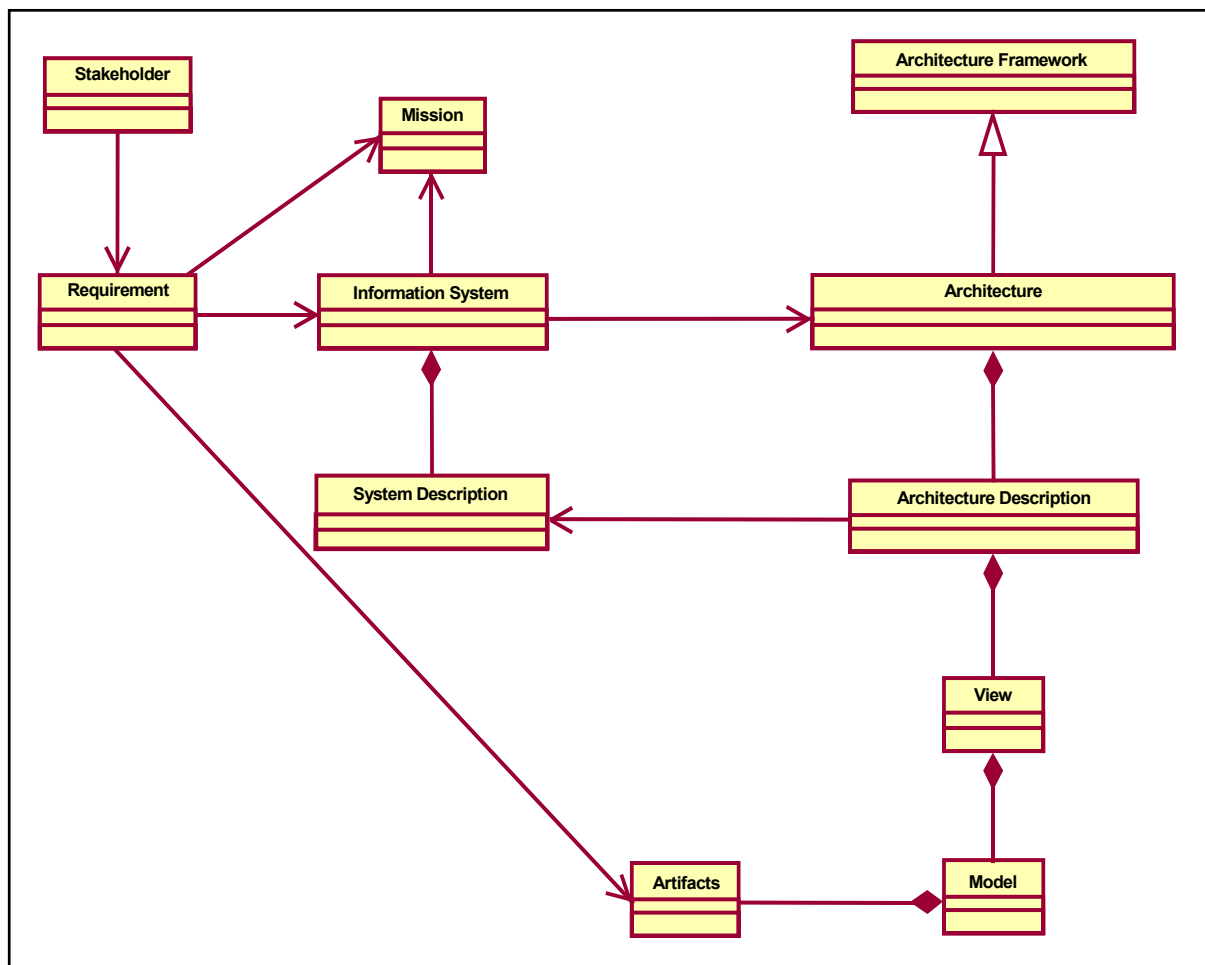 Stakeholder
Architecture Framework
Mission
Requirement
Information System
Architecture
System Description
Architecture Description
View
Artifacts
Model